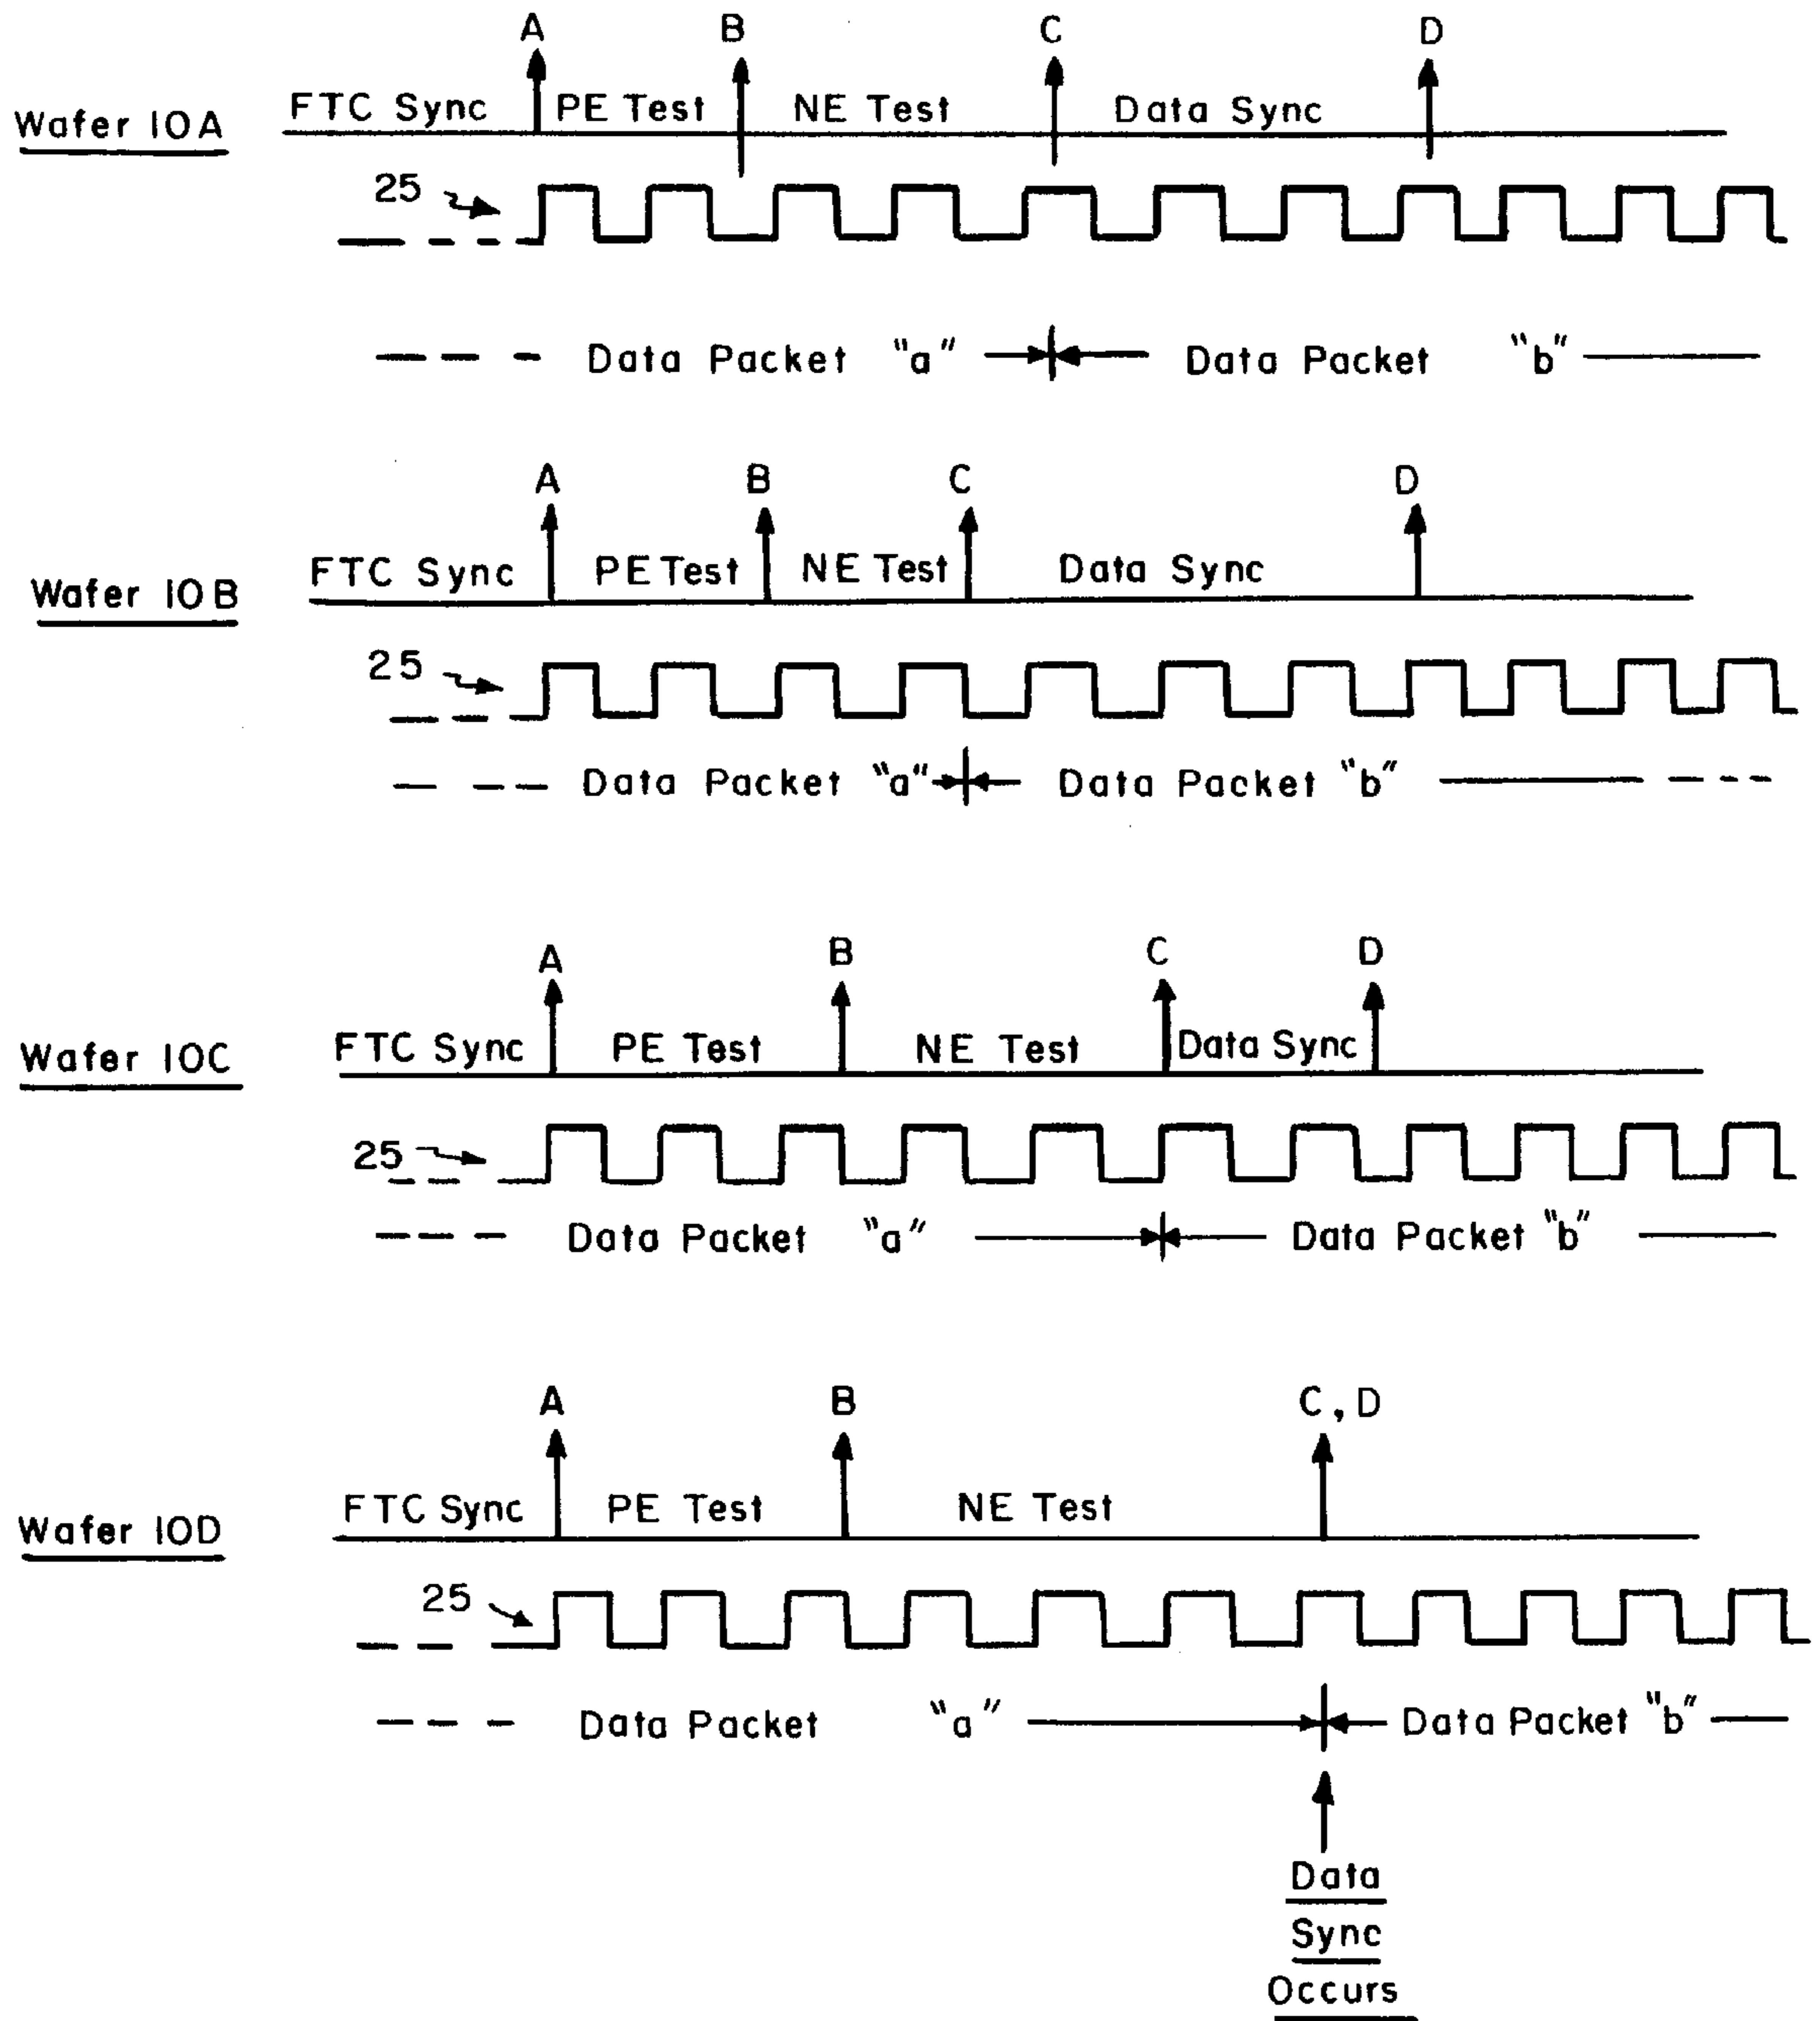 A B C D
FTC Sync PE Test NE Test Data Sync
Wafer 10A
25
Data Packet "a" Data Packet "b"
A B C D
FTC Sync PE Test NE Test Data Sync
Wafer 10B
25
Data Packet "a" Data Packet "b"
A B C D
FTC Sync PE Test NE Test Data Sync
Wafer 10C
25
Data Packet "a" Data Packet "b"
A B C, D
FTC Sync PE Test NE Test
Wafer 10D
25
Data Packet "a" Data Packet "b"
Data
Sync
Occurs